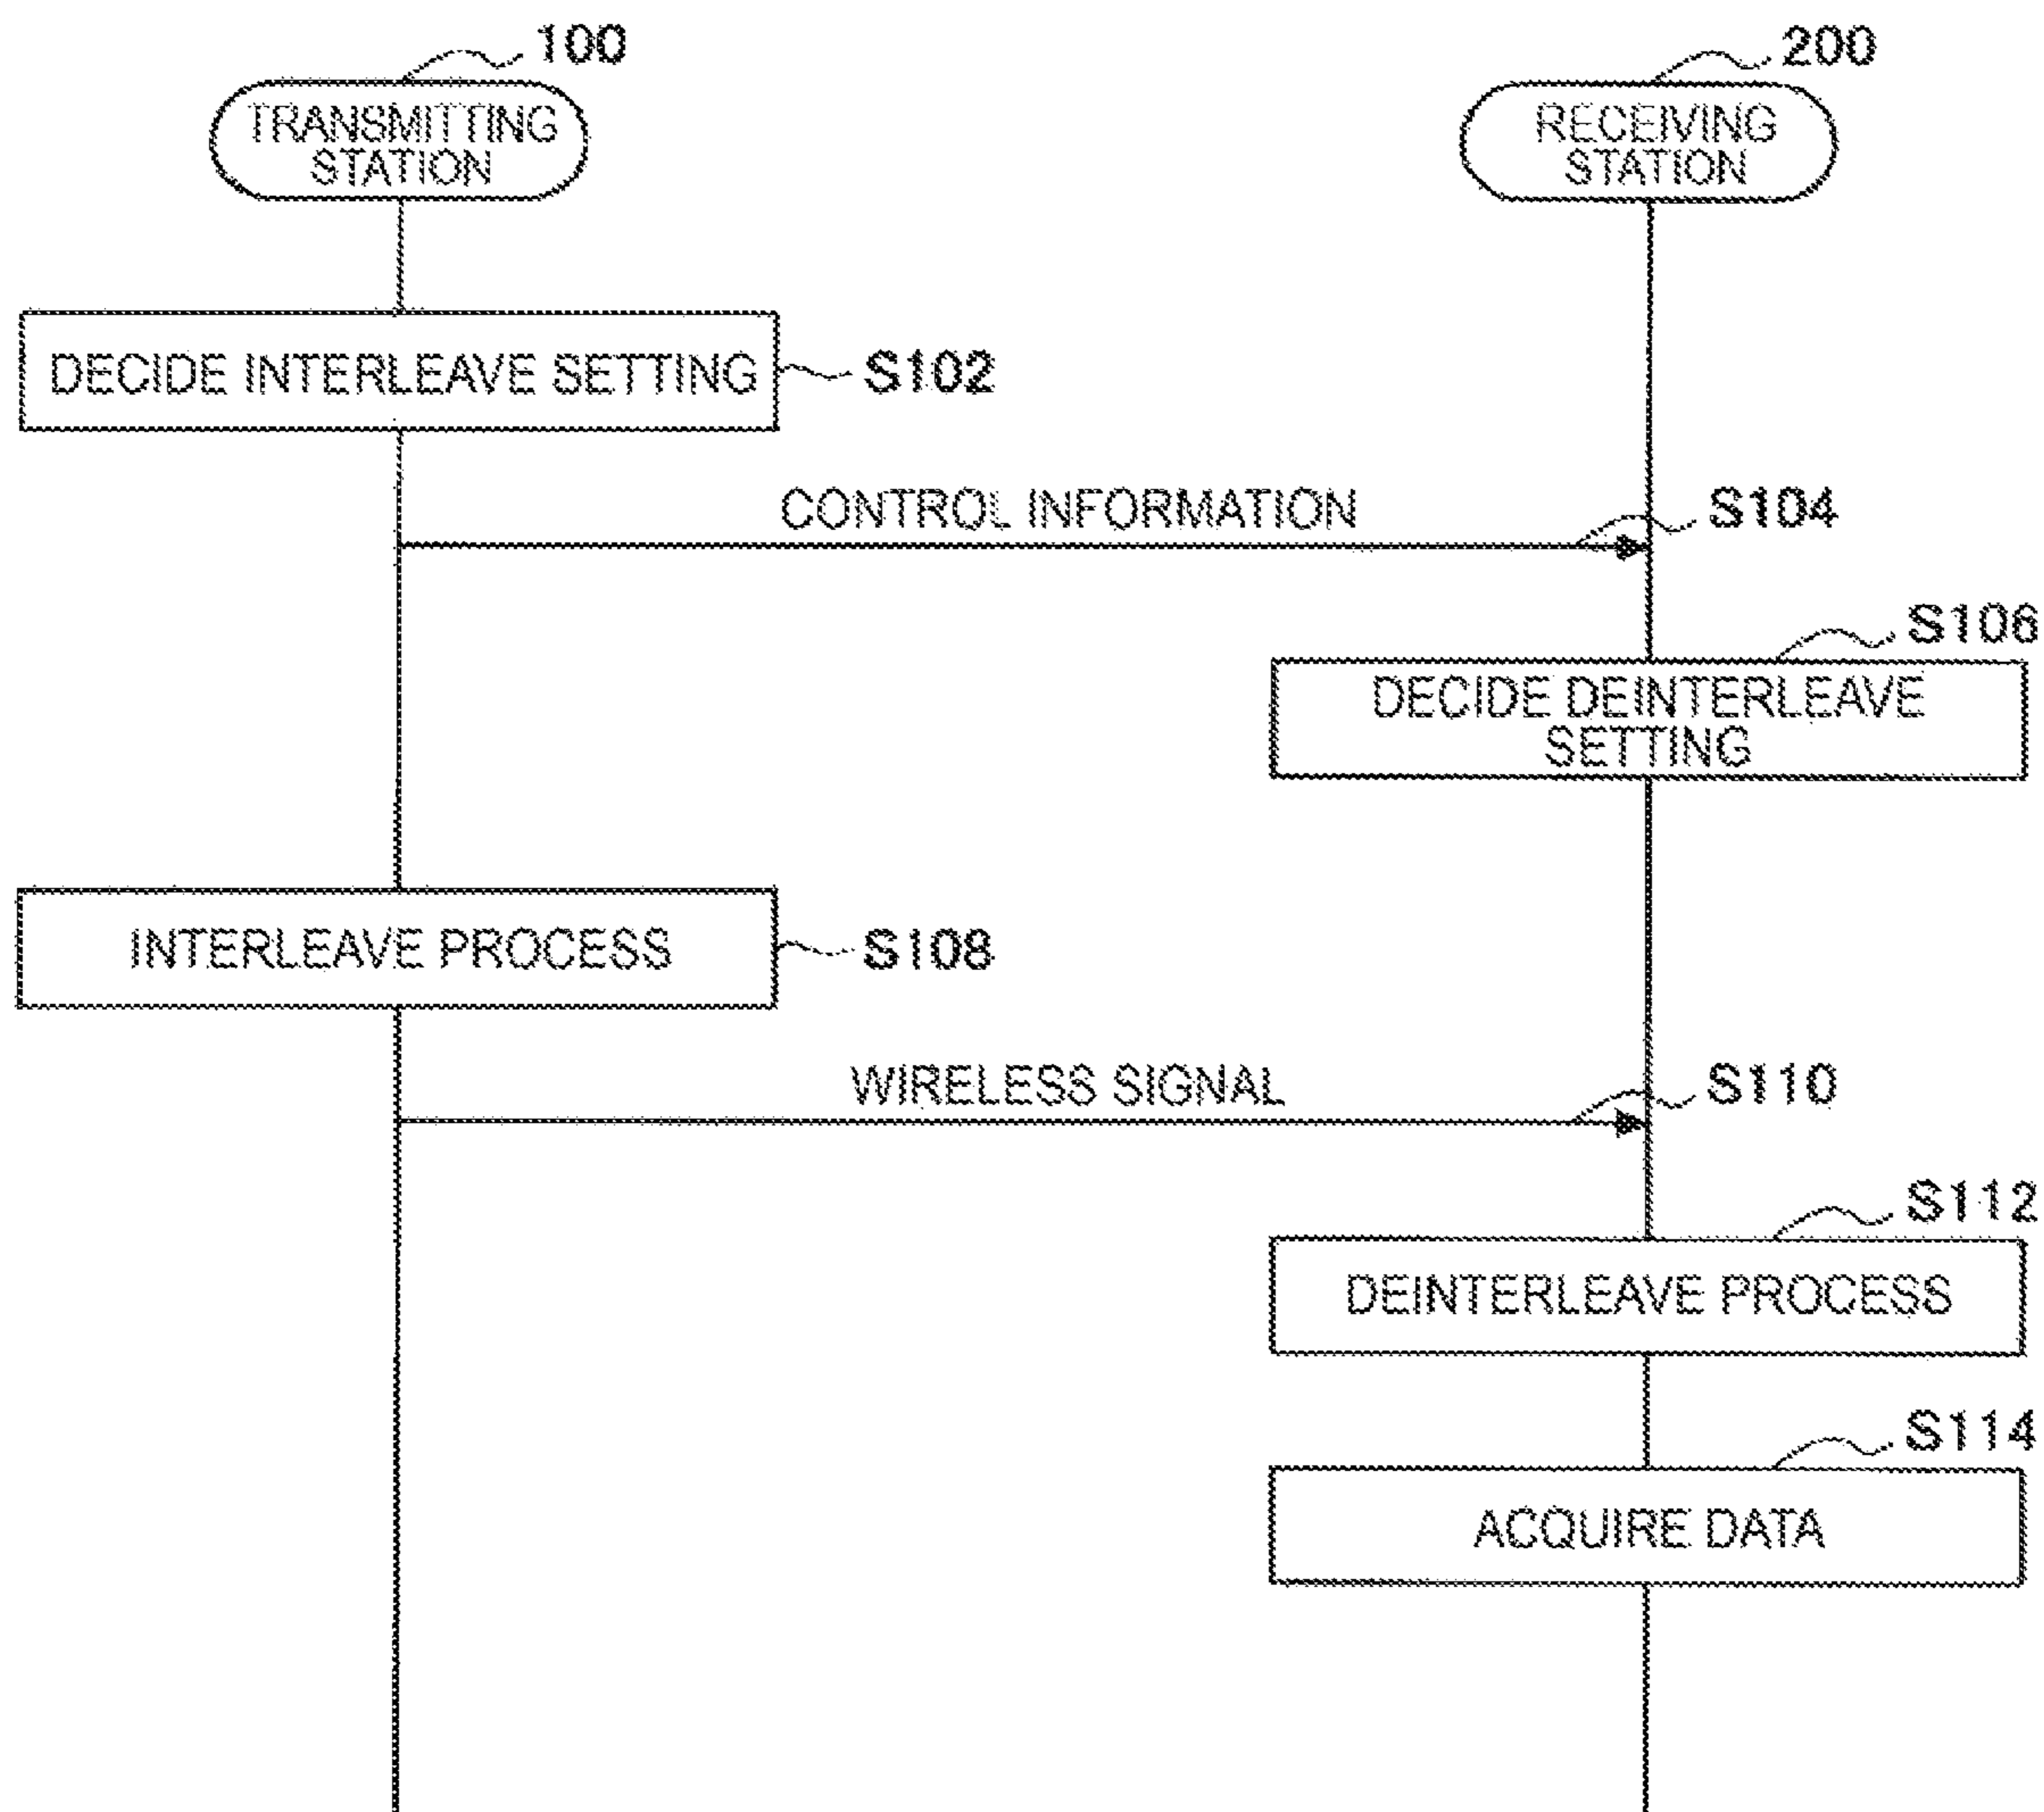 100
200
TRANSMITTING
STATION
RECEIVING
STATION
DECIDE INTERLEAVE SETTING
S102
CONTROL INFORMATION
S104
S106
DECIDE DEINTERLEAVE
SETTING
INTERLEAVE PROCESS
S108
WIRELESS SIGNAL
S110
S112
DEINTERLEAVE PROCESS
S114
ACQUIRE DATA